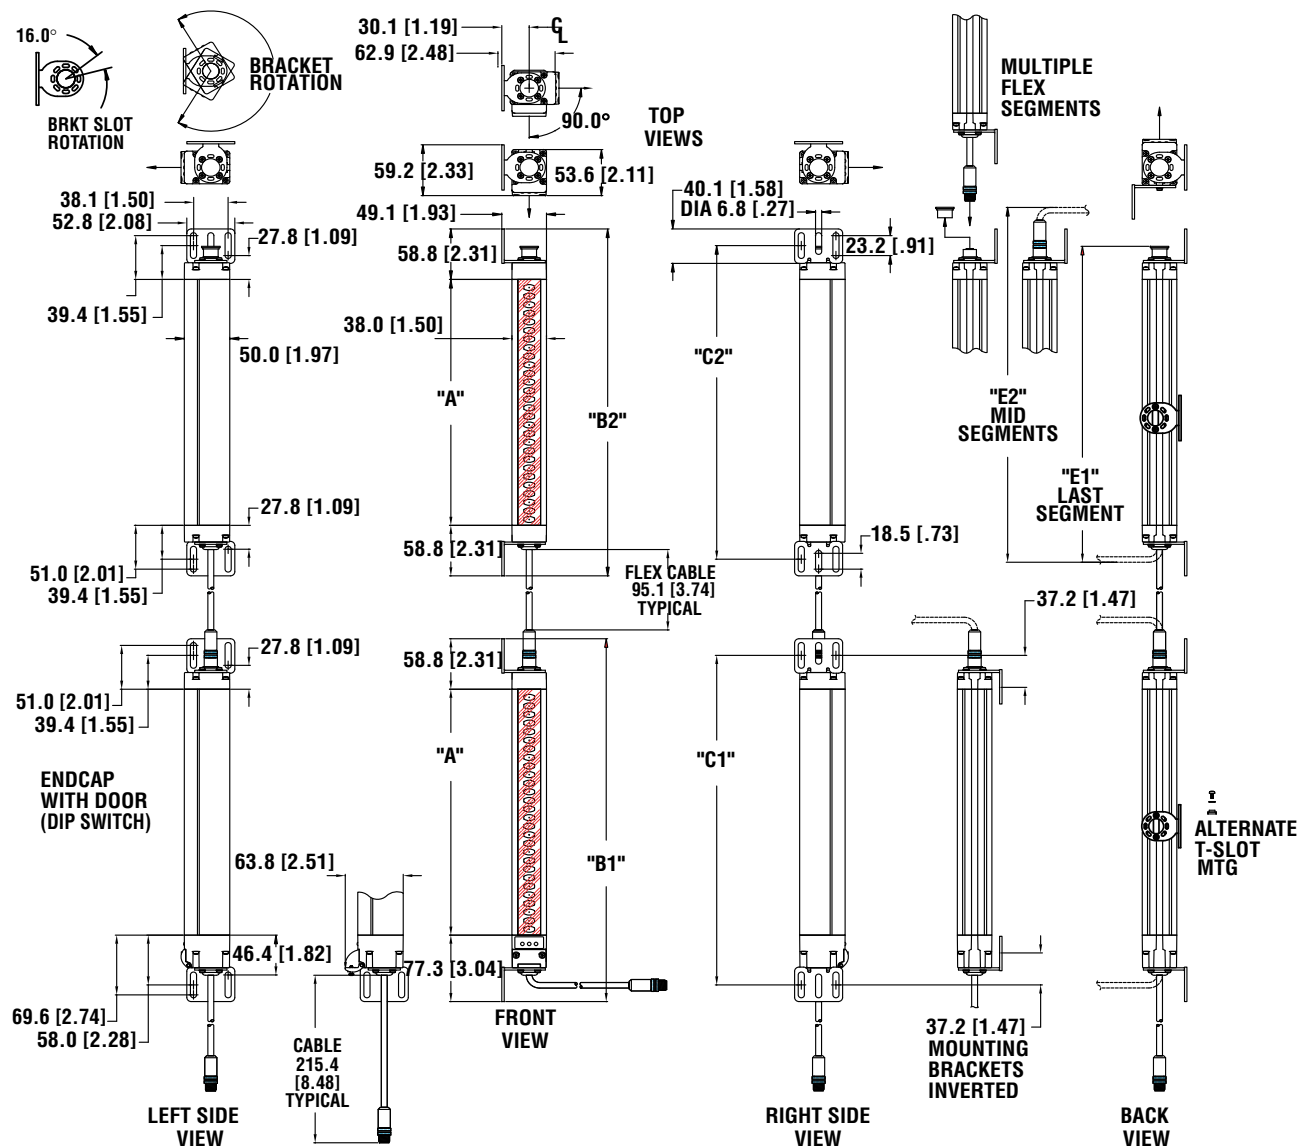 16.0°
BRKT SLOT
ROTATION
BRACKET
ROTATION
30.1 [1.19]
CL
62.9 [2.48]
90.0°
TOP
VIEWS
MULTIPLE
FLEX
SEGMENTS
59.2 [2.33]
53.6 [2.11]
38.1 [1.50]
52.8 [2.08]
49.1 [1.93]
40.1 [1.58]
DIA 6.8 [.27]
27.8 [1.09]
58.8 [2.31]
23.2 [.91]
39.4 [1.55]
38.0 [1.50]
50.0 [1.97]
"A"
"B2"
"C2"
"E2"
MID
SEGMENTS
"E1"
LAST
SEGMENT
27.8 [1.09]
58.8 [2.31]
18.5 [.73]
51.0 [2.01]
39.4 [1.55]
FLEX CABLE
95.1 [3.74]
TYPICAL
37.2 [1.47]
27.8 [1.09]
58.8 [2.31]
51.0 [2.01]
39.4 [1.55]
"A"
"C1"
ENDCAP
WITH DOOR
(DIP SWITCH)
63.8 [2.51]
"B1"
ALTERNATE
T-SLOT
MTG
46.4 [1.82]
77.3 [3.04]
69.6 [2.74]
58.0 [2.28]
CABLE
215.4
[8.48]
TYPICAL
FRONT
VIEW
37.2 [1.47]
MOUNTING
BRACKETS
INVERTED
LEFT SIDE
VIEW
RIGHT SIDE
VIEW
BACK
VIEW